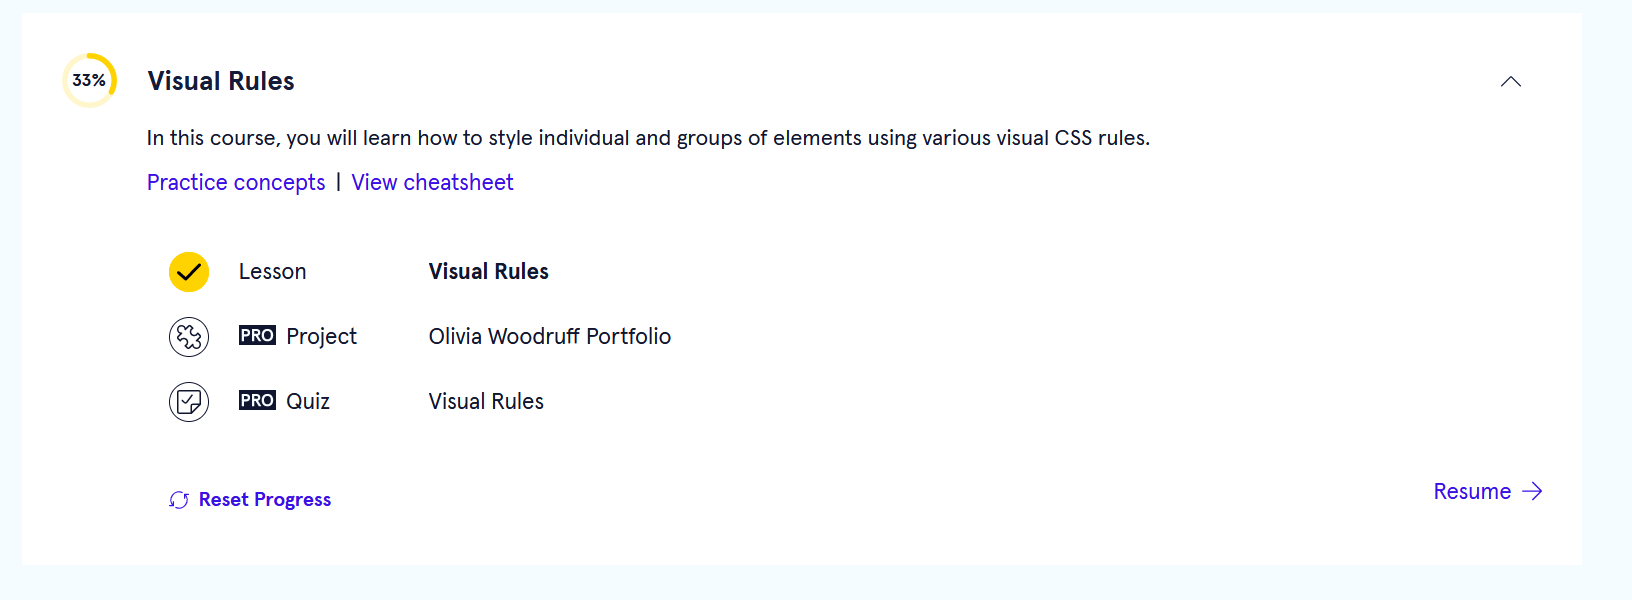 33% Visual Rules
In this course, you will learn how to style individual and groups of elements using various visual CSS rules.
Practice concepts | View cheatsheet
Lesson Visual Rules
PRO Project Olivia Woodruff Portfolio
PRO Quiz Visual Rules
Reset Progress
Resume →